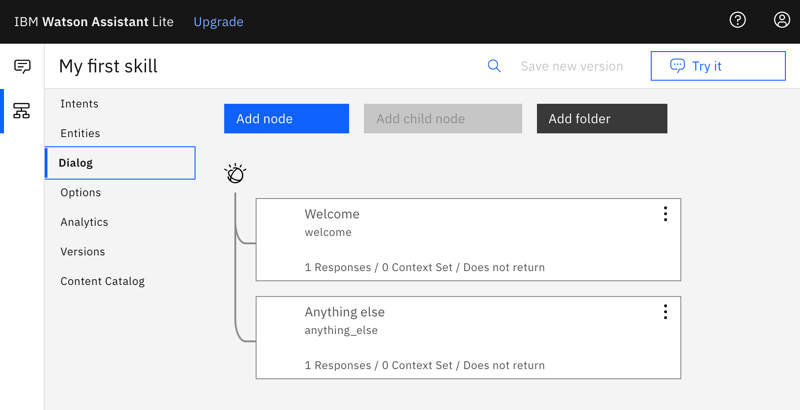 IBM Watson Assistant Lite Upgrade
My first skill Save new version Try it
Intents
Entities
Dialog
Options
Analytics
Versions
Content Catalog
Add node Add child node Add folder
Welcome
welcome
1 Responses / 0 Context Set / Does not return
Anything else
anything_else
1 Responses / 0 Context Set / Does not return